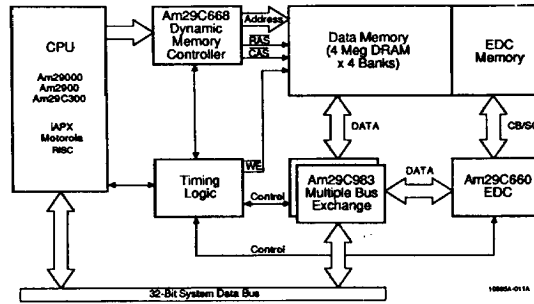 CPU
Am29000
Am2900
Am29C300
iAPX
Motorola
RISC
Am29C668
Dynamic
Memory
Controller
Address
RAS
CAS
Data Memory
(4 Meg DRAM
x 4 Banks)
EDC
Memory
DATA
CB/SC
WE
Timing
Logic
Control
Am29C983
Multiple Bus
Exchange
DATA
Am29C660
EDC
Control
32-Bit System Data Bus